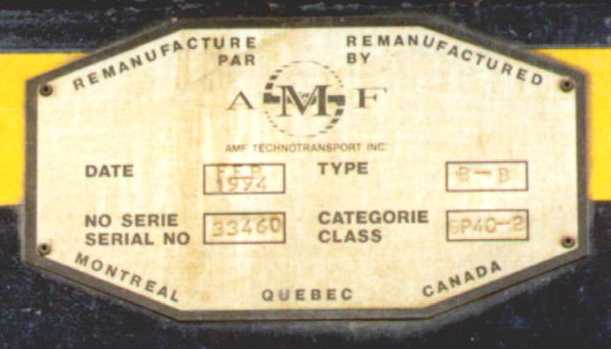 REMANUFACTURE PAR
REMANUFACTURED BY
A M F
AMF TECHNOTRANSPORT INC.
DATE FEB 1994
TYPE B-B
NO SERIE
SERIAL NO 33460
CATEGORIE
CLASS GP40-2
MONTREAL QUEBEC CANADA